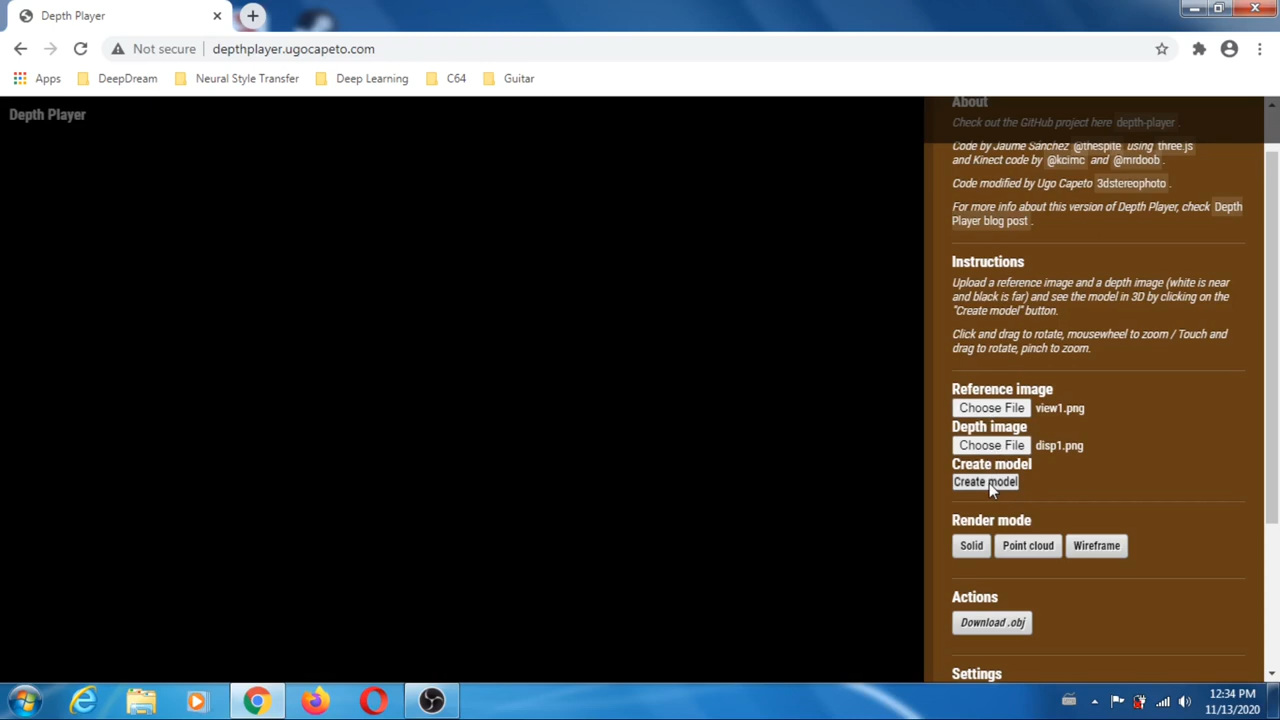 Depth Player
Not secure
depthplayer.ugocapeto.com
Apps
DeepDream
Neural Style Transfer
Deep Learning
C64
Guitar
Depth Player
About
Check out the GitHub project here depth-player .
Code by Jaume Sánchez @thespite using three.js
and Kinect code by @kcimc and @mrdoob .
Code modified by Ugo Capeto 3dstereophoto .
For more info about this version of Depth Player, check Depth
Player blog post .
Instructions
Upload a reference image and a depth image (white is near
and black is far) and see the model in 3D by clicking on the
"Create model" button.
Click and drag to rotate, mousewheel to zoom / Touch and
drag to rotate, pinch to zoom.
Reference image
Choose File view1.png
Depth image
Choose File disp1.png
Create model
Create model
Render mode
Solid
Point cloud
Wireframe
Actions
Download .obj
Settings
12:34 PM
11/13/2020